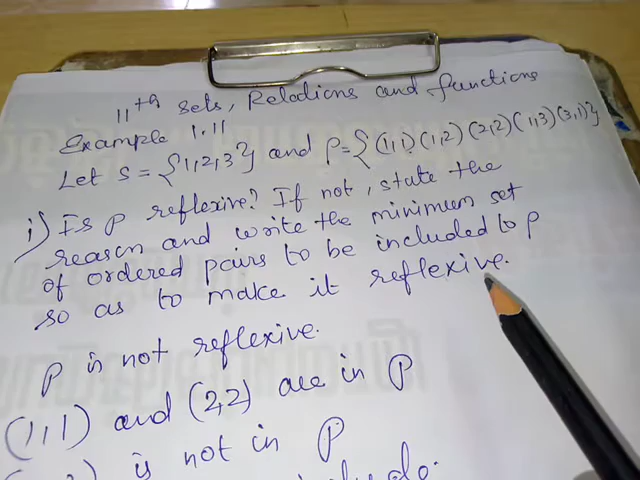 11th Sets, Relations and functions
Example 1.11
Let S = {1,2,3} and ρ = {(1,1)(1,2)(2,2)(1,3)(3,1)}
i) Is ρ reflexive? If not, state the
reason and write the minimum set
of ordered pairs to be included to ρ
so as to make it reflexive.
ρ is not reflexive.
(1,1) and (2,2) are in ρ
is not in ρ